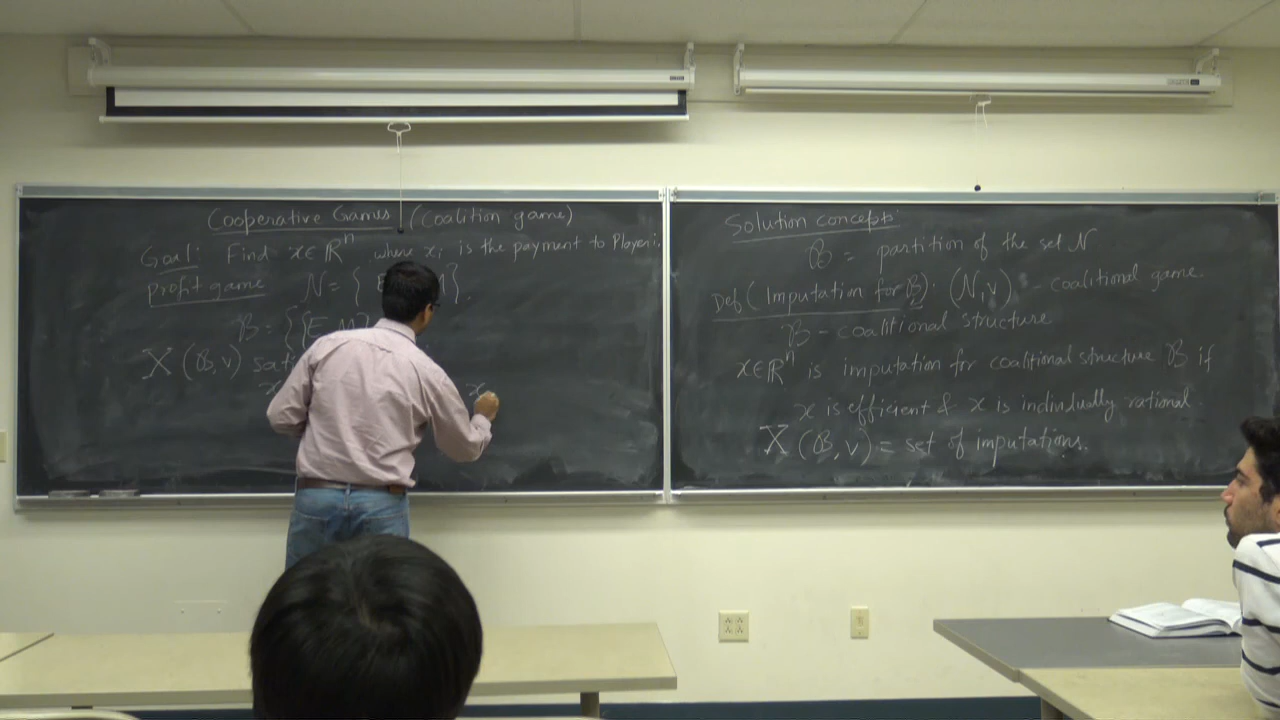 Cooperative Games (Coalition game)
Goal: Find x∈ℝⁿ where xᵢ is the payment to Player i.
profit game N = { }.
𝔅 = {{E, M}
X(𝔅, v)
x
Solution concepts
𝔅 = partition of the set N
Def (Imputation for 𝔅). (N, v) - coalitional game.
𝔅 - coalitional structure
x∈ℝⁿ is imputation for coalitional structure 𝔅 if
x is efficient & x is individually rational.
X(𝔅, v) = set of imputations.